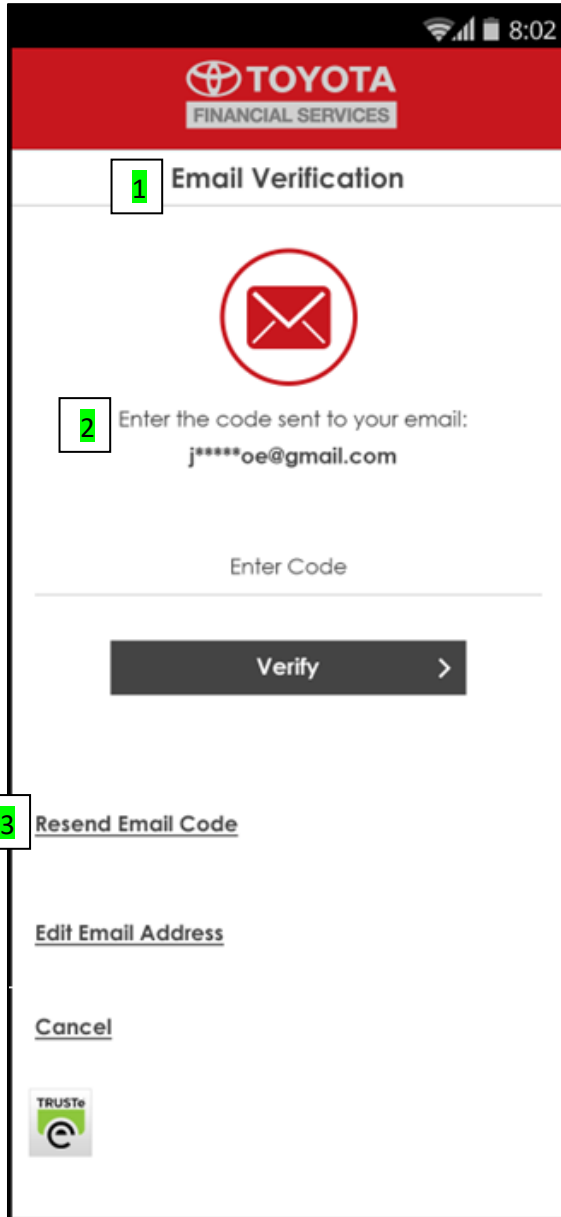 8:02
TOYOTA
FINANCIAL SERVICES
1 Email Verification
2 Enter the code sent to your email:
j*****oe@gmail.com
Enter Code
Verify >
3 Resend Email Code
Edit Email Address
Cancel
TRUSTe
e